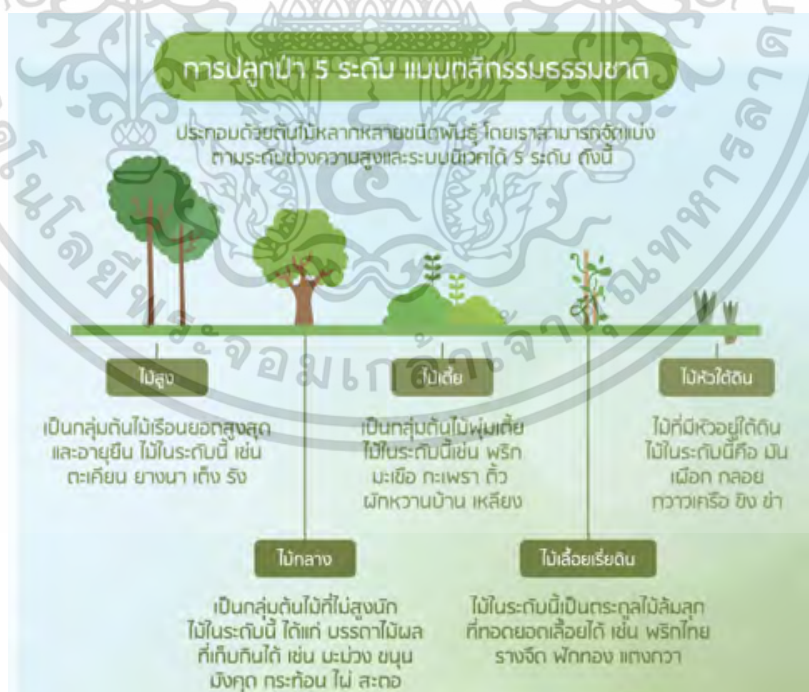 การปลูกป่า 5 ระดับ แบบกสิกรรมธรรมชาติ
ประกอบด้วยต้นไม้หลากหลายชนิดพันธุ์ โดยเราสามารถจัดแบ่ง
ตามระดับช่วงความสูงและระบบนิเวศได้ 5 ระดับ ดังนี้
ไม้สูง
เป็นกลุ่มต้นไม้เรือนยอดสูงสุด
และอายุยืน ไม้ในระดับนี้ เช่น
ตะเคียน ยางนา เต็ง รัง
ไม้กลาง
เป็นกลุ่มต้นไม้ที่ไม่สูงนัก
ไม้ในระดับนี้ ได้แก่ บรรดาไม้ผล
ที่เก็บกินได้ เช่น มะม่วง ขนุน
มังคุด กระท้อน ไผ่ สะตอ
ไม้เตี้ย
เป็นกลุ่มต้นไม้พุ่มเตี้ย
ไม้ในระดับนี้เช่น พริก
มะเขือ กะเพรา ติ้ว
ผักหวานบ้าน เหลียง
ไม้เลื้อยเรี่ยดิน
ไม้ในระดับนี้เป็นตระกูลไม้ล้มลุก
ที่ทอดยอดเลื้อยได้ เช่น พริกไทย
รางจืด ฟักทอง แตงกวา
ไม้หัวใต้ดิน
ไม้ที่มีหัวอยู่ใต้ดิน
ไม้ในระดับนี้คือ มัน
เผือก กลอย
กวาวเครือ ขิง ข่า